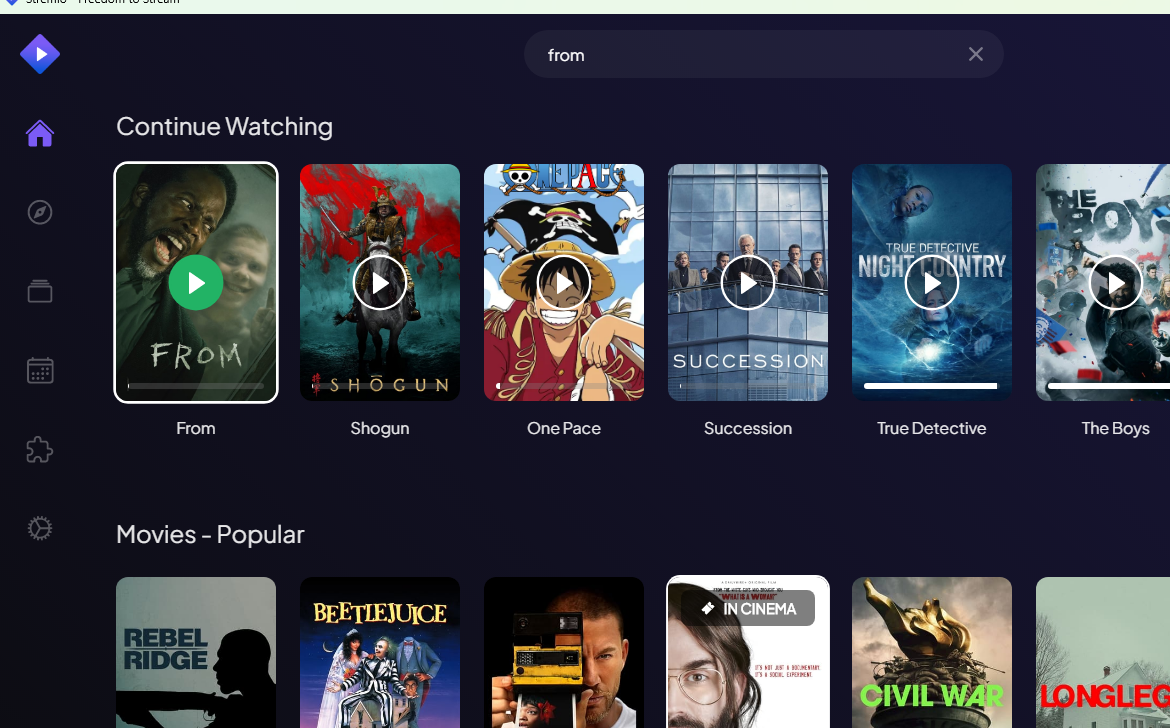 Stremio - Freedom to Stream
from
Continue Watching
FROM
SHŌGUN
ONE PACE
SUCCESSION
TRUE DETECTIVE
NIGHT COUNTRY
THE BOYS
From
Shogun
One Pace
Succession
True Detective
The Boys
Movies - Popular
REBEL
RIDGE
BEETLEJUICE
"WHAT IS A WOMAN?"
IN CINEMA
IT'S NOT JUST A DOCUMENTARY.
IT'S A SOCIAL EXPERIMENT.
CIVIL WAR
LONGLEG